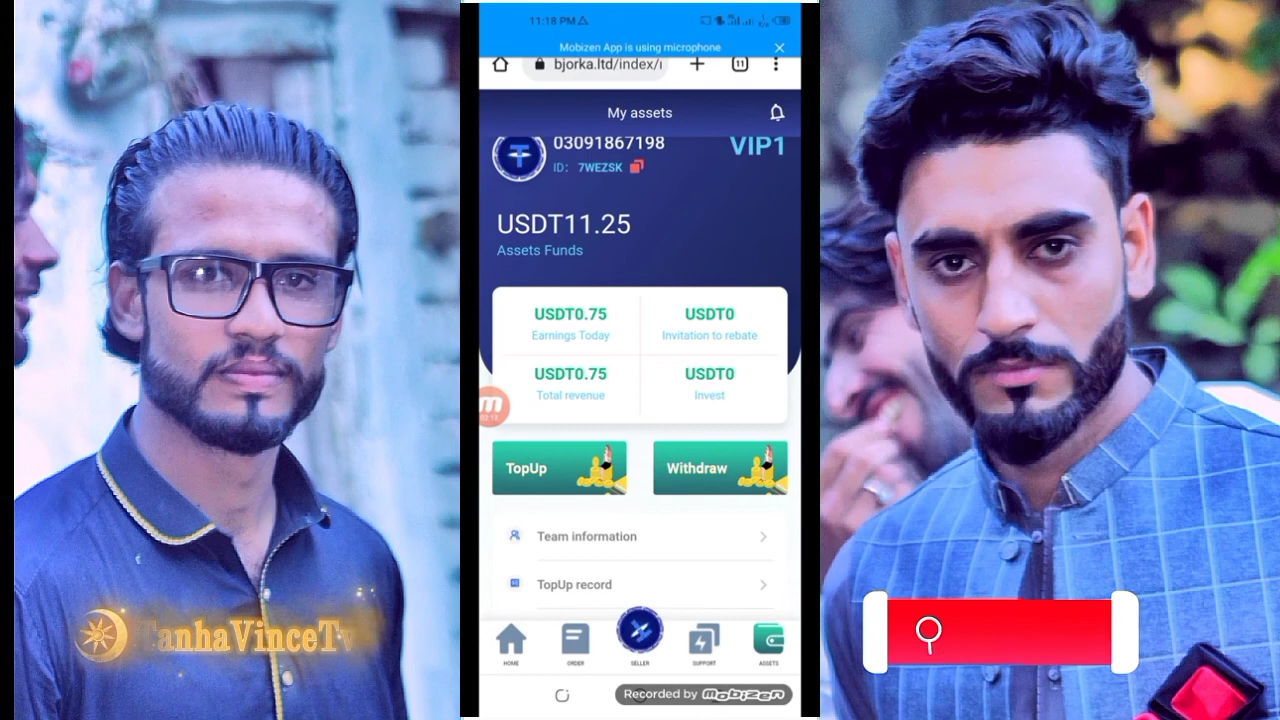 11:18 PM
Mobizen App is using microphone
bjorka.ltd/index/
11
My assets
03091867198
VIP1
ID: 7WEZSK
USDT11.25
Assets Funds
USDT0.75
USDT0
Earnings Today
Invitation to rebate
USDT0.75
USDT0
Total revenue
Invest
02:13
TopUp
Withdraw
Team information
TopUp record
TanhaVinceTv
HOME
ORDER
SELLER
SUPPORT
ASSETS
Recorded by mobizen